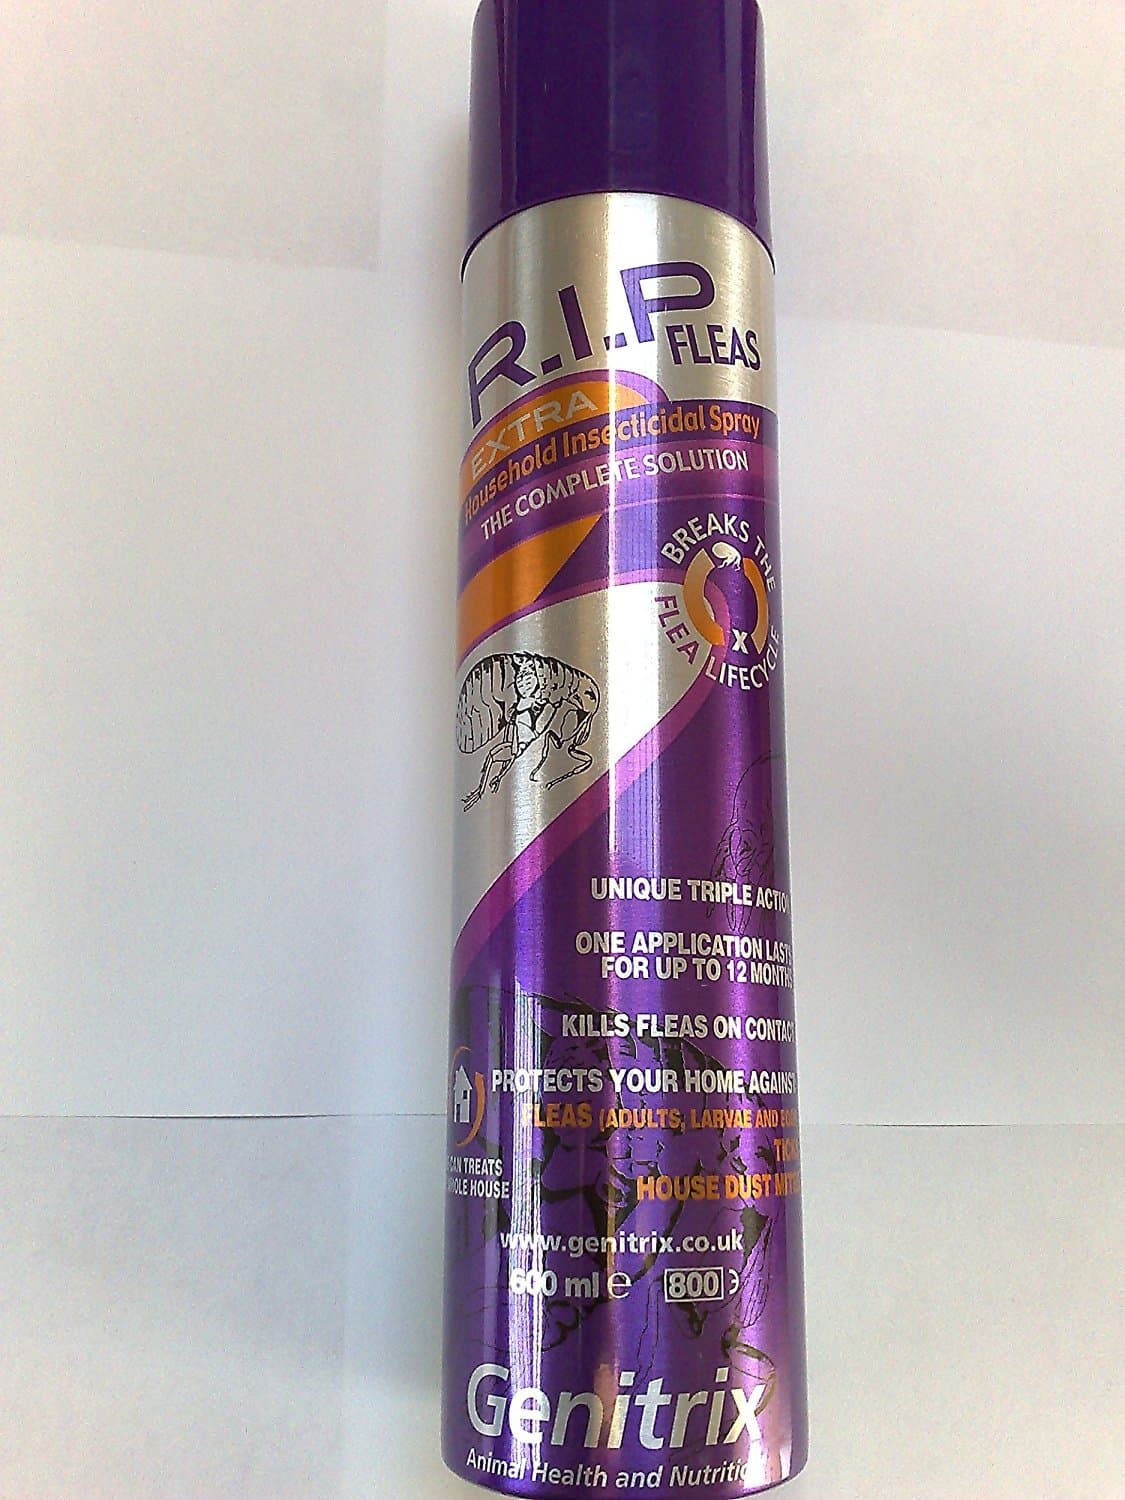 R.I.P
FLEAS
EXTRA
Household Insecticidal Spray
THE COMPLETE SOLUTION
BREAKS THE
FLEA LIFECYCLE
X
UNIQUE TRIPLE ACTION
ONE APPLICATION LASTS
FOR UP TO 12 MONTHS
KILLS FLEAS ON CONTACT
PROTECTS YOUR HOME AGAINST
FLEAS (ADULTS, LARVAE AND
HOUSE DUST
CAN TREATS
HOUSE
www.genitrix.co.uk
600 ml e 800
Genitrix
Animal Health and Nutrition